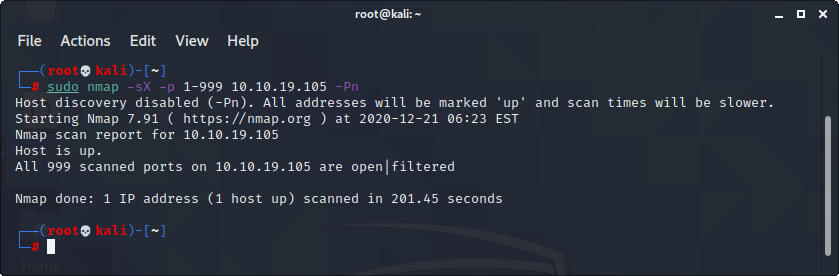 root@kali: ~
File Actions Edit View Help
┌──(root💀kali)-[~]
└─# sudo nmap -sX -p 1-999 10.10.19.105 -Pn
Host discovery disabled (-Pn). All addresses will be marked 'up' and scan times will be slower.
Starting Nmap 7.91 ( https://nmap.org ) at 2020-12-21 06:23 EST
Nmap scan report for 10.10.19.105
Host is up.
All 999 scanned ports on 10.10.19.105 are open|filtered
Nmap done: 1 IP address (1 host up) scanned in 201.45 seconds
┌──(root💀kali)-[~]
└─#
Home